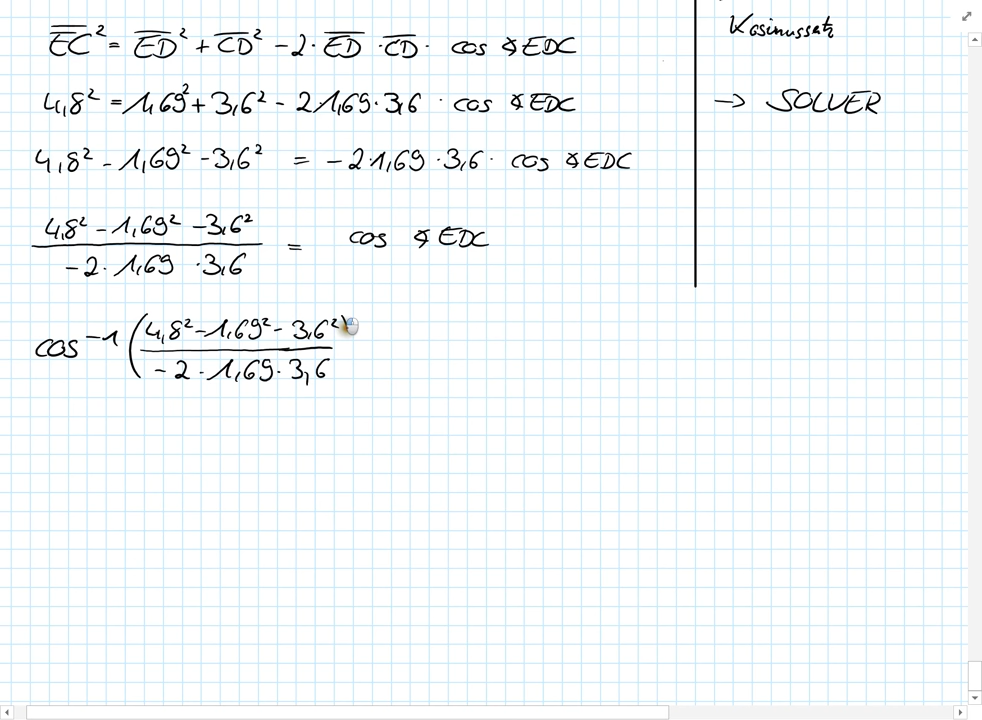 EC² = ED² + CD² - 2 · ED · CD · cos ∢ EDC
Kosinussatz
4,8² = 1,69² + 3,6² - 2 1,69 · 3,6 · cos ∢ EDC
→ SOLVER
4,8² - 1,69² - 3,6² = -2 · 1,69 · 3,6 · cos ∢ EDC
4,8² - 1,69² - 3,6²
= cos ∢ EDC
-2 · 1,69 · 3,6
cos⁻¹ (4,8² - 1,69² - 3,6²)
-2 · 1,69 · 3,6